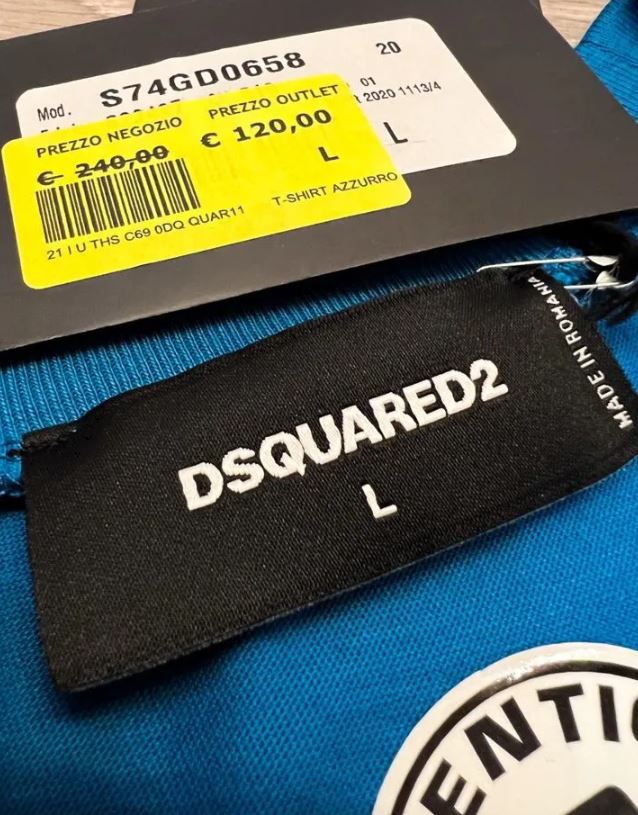 Mod. S74GD0658 20
01
2020 1113/4
L
PREZZO NEGOZIO PREZZO OUTLET
€ 240,00 € 120,00
L
21 I U THS C69 0DQ QUAR11 T-SHIRT AZZURRO
MADE IN ROMANIA
DSQUARED2
L
ENTIC